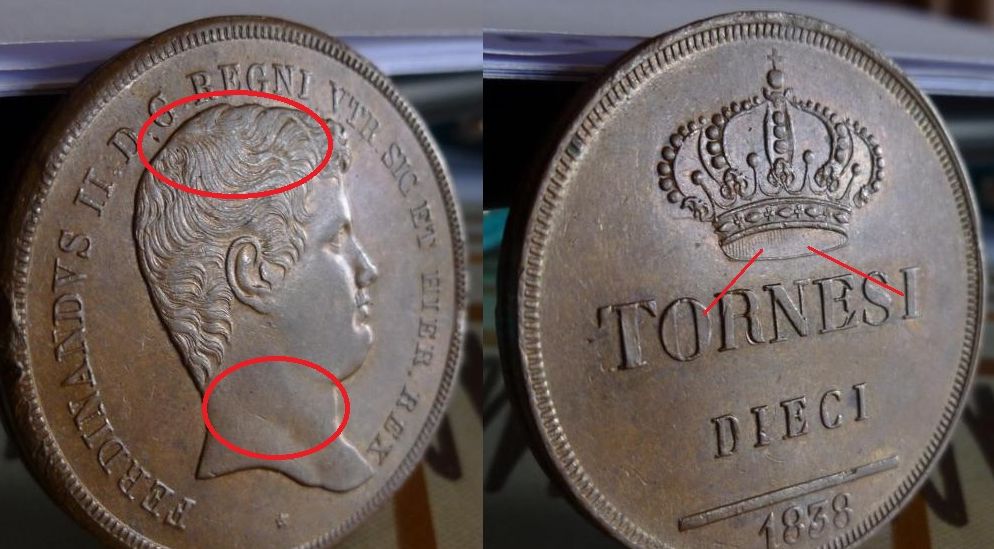 FERDINANDVS II. D. G. REGNI VTR SIC ET HIER. REX
TORNESI
DIECI
1838